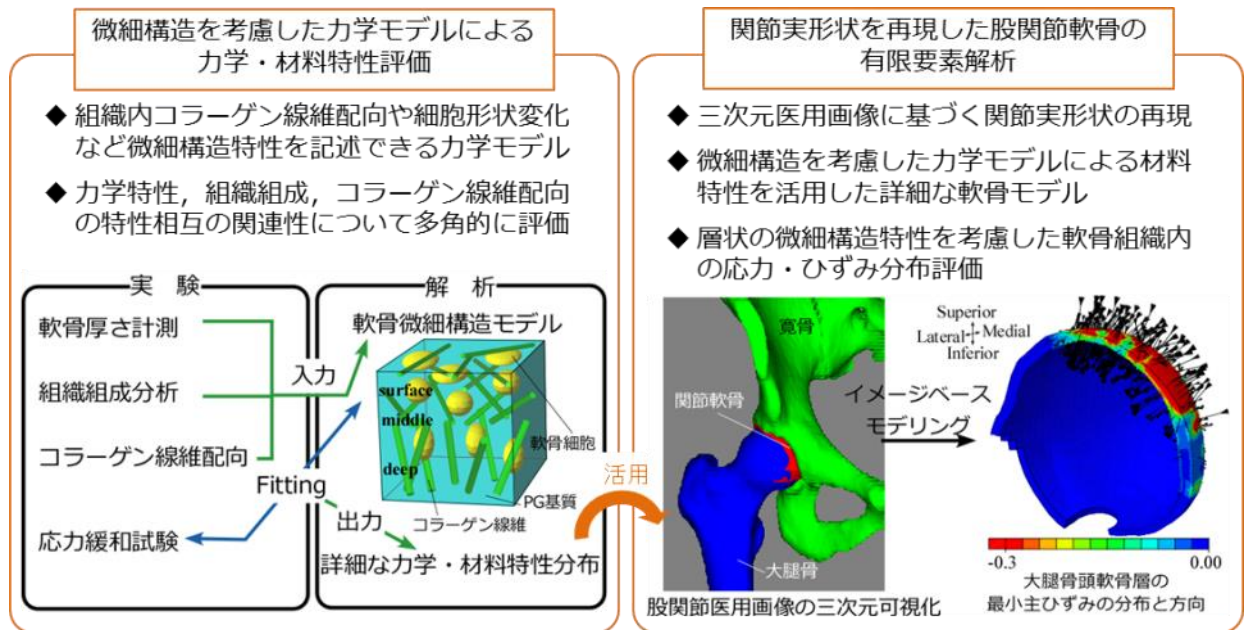 微細構造を考慮した力学モデルによる
力学・材料特性評価
◆ 組織内コラーゲン線維配向や細胞形状変化
など微細構造特性を記述できる力学モデル
◆ 力学特性，組織組成，コラーゲン線維配向
の特性相互の関連性について多角的に評価
実 験
軟骨厚さ計測
組織組成分析
コラーゲン線維配向
応力緩和試験
入力
Fitting
出力
解 析
軟骨微細構造モデル
surface
middle
deep
軟骨細胞
PG基質
コラーゲン線維
詳細な力学・材料特性分布
活用
関節実形状を再現した股関節軟骨の
有限要素解析
◆ 三次元医用画像に基づく関節実形状の再現
◆ 微細構造を考慮した力学モデルによる材料
特性を活用した詳細な軟骨モデル
◆ 層状の微細構造特性を考慮した軟骨組織内
の応力・ひずみ分布評価
寛骨
関節軟骨
大腿骨
股関節医用画像の三次元可視化
イメージベース
モデリング
Superior
Lateral Medial
Inferior
-0.3 0.00
大腿骨頭軟骨層の
最小主ひずみの分布と方向